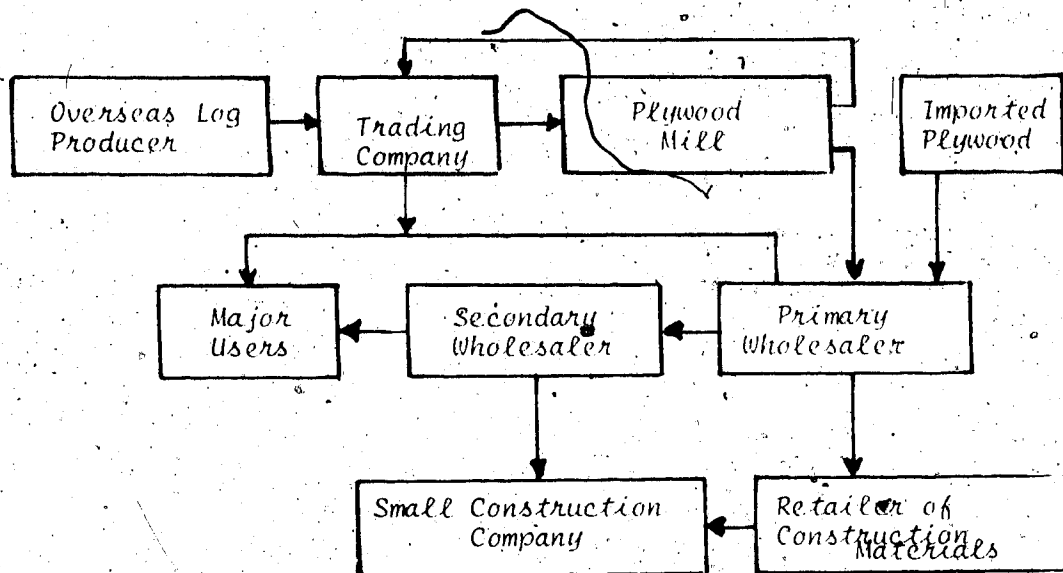 Overseas Log
Producer
Trading
Company
Plywood
Mill
Imported
Plywood
Major
Users
Secondary
Wholesaler
Primary
Wholesaler
Small Construction
Company
Retailer of
Construction
Materials